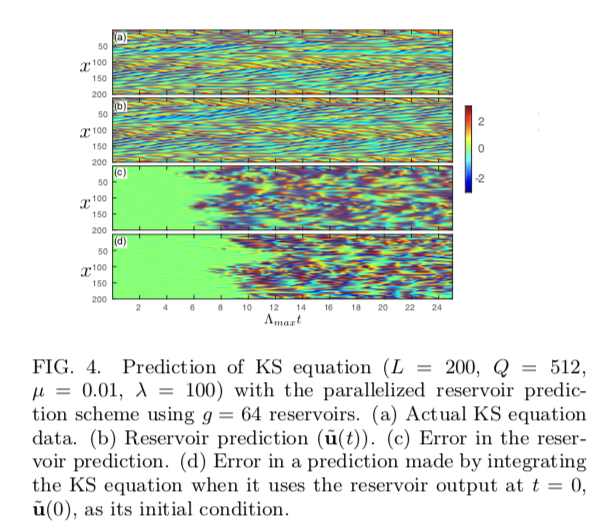 (a)
50
x 100
150
200
(b)
50
x 100
150
200
2
0
-2
(c)
50
x 100
150
200
(d)
50
x 100
150
200
2 4 6 8 10 12 14 16 18 20 22 24
Λmaxt
FIG. 4. Prediction of KS equation (L = 200, Q = 512,
μ = 0.01, λ = 100) with the parallelized reservoir predic-
tion scheme using g = 64 reservoirs. (a) Actual KS equation
data. (b) Reservoir prediction (ũ(t)). (c) Error in the reser-
voir prediction. (d) Error in a prediction made by integrating
the KS equation when it uses the reservoir output at t = 0,
ũ(0), as its initial condition.